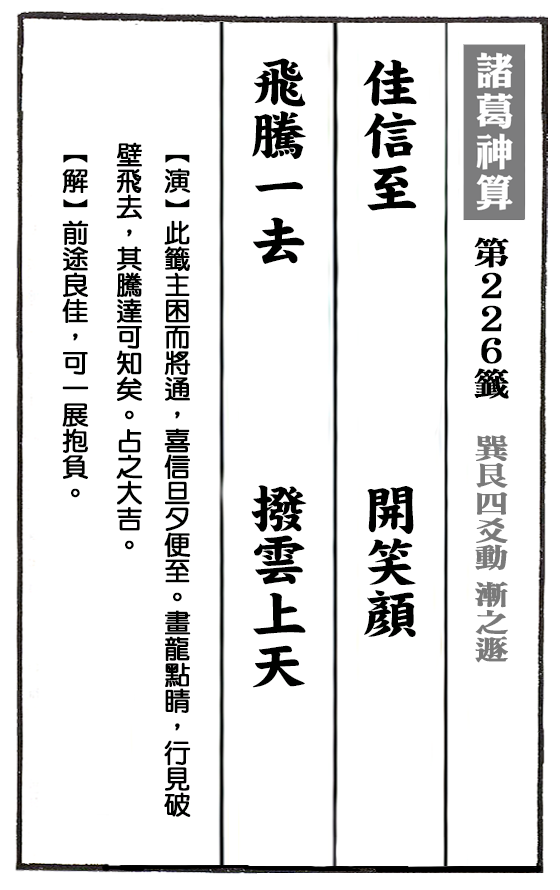 諸葛神算 第２２６籤 巽艮四爻動 漸之遯
佳信至 開笑顏
飛騰一去 撥雲上天
【演】此籤主困而將通，喜信旦夕便至。畫龍點睛，行見破
壁飛去，其騰達可知矣。占之大吉。
【解】前途良佳，可一展抱負。